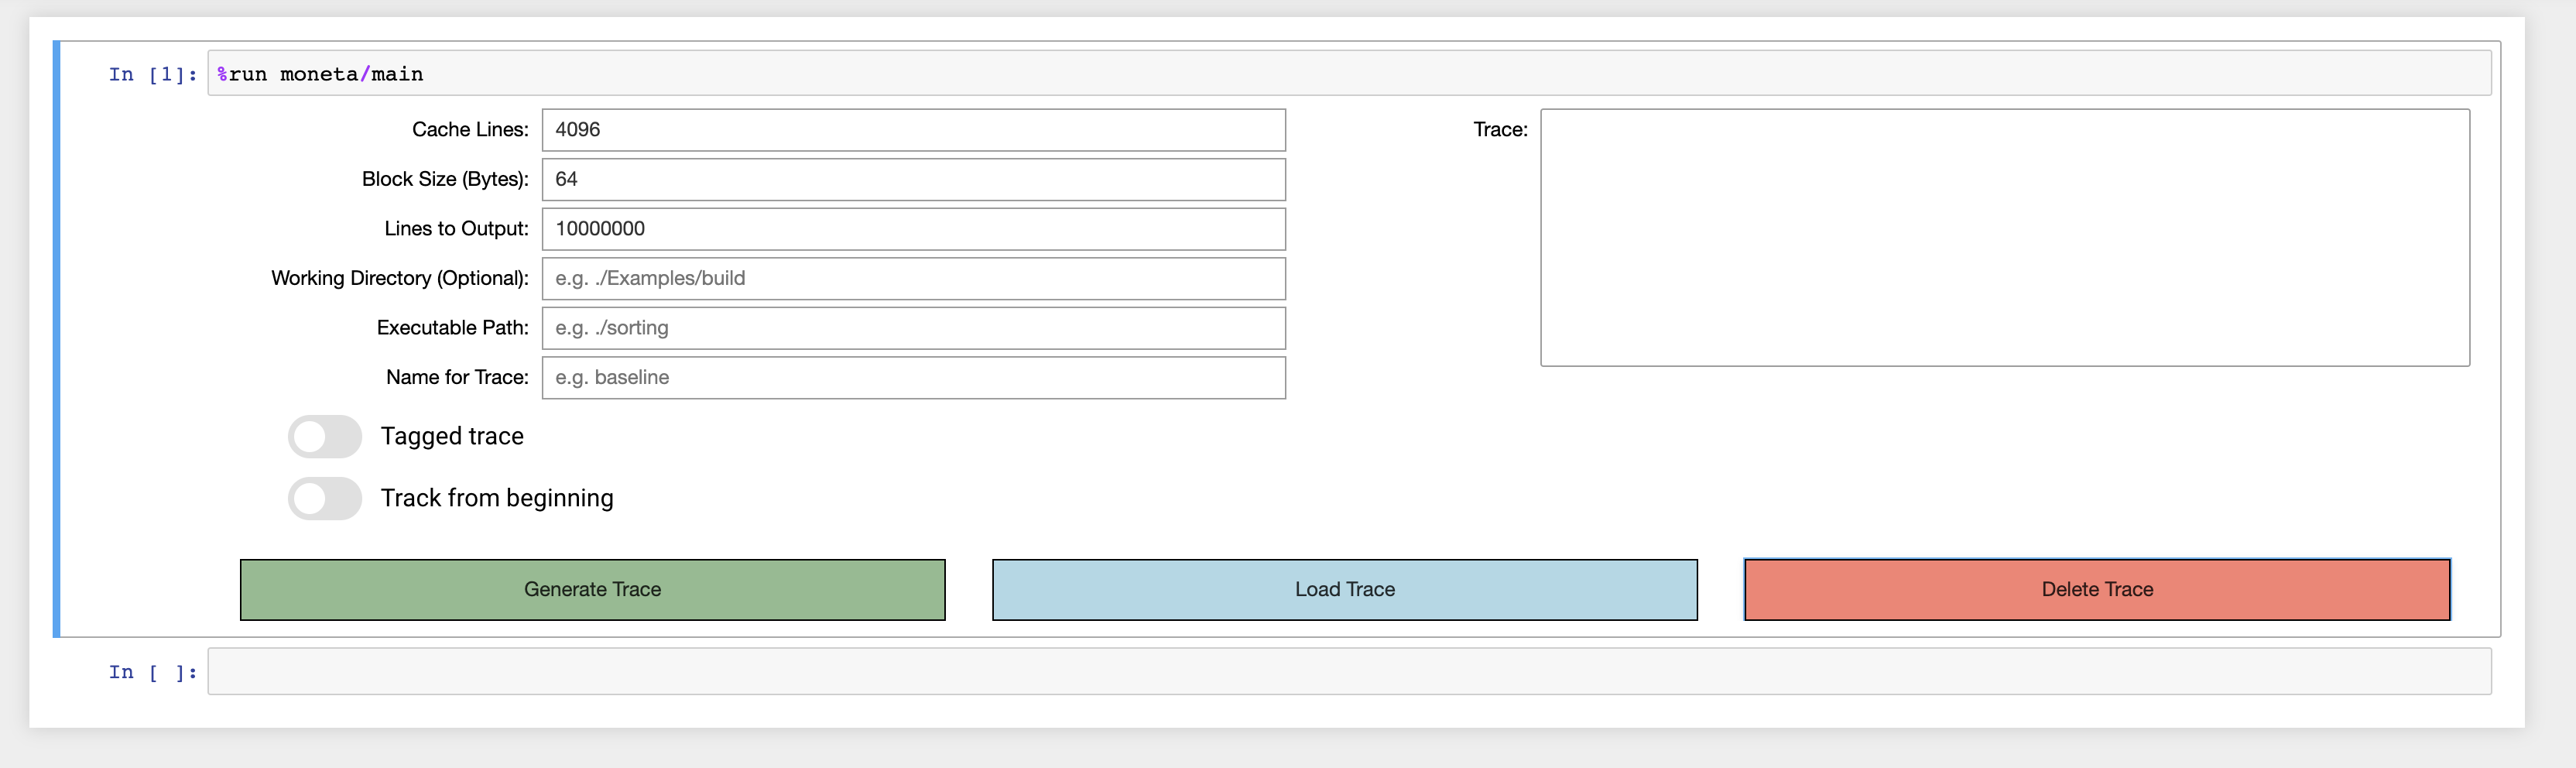 In [1]: %run moneta/main
Cache Lines: 4096
Block Size (Bytes): 64
Lines to Output: 10000000
Working Directory (Optional): e.g. ./Examples/build
Executable Path: e.g. ./sorting
Name for Trace: e.g. baseline
Trace:
Tagged trace
Track from beginning
Generate Trace
Load Trace
Delete Trace
In [ ]: